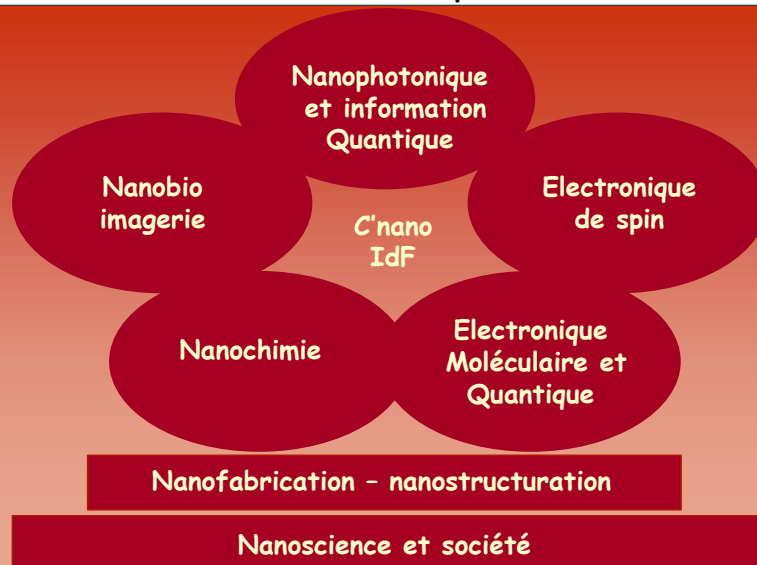 Nanophotonique
et information
Quantique
Nanobio
imagerie
Electronique
de spin
C'nano
IdF
Nanochimie
Electronique
Moléculaire et
Quantique
Nanofabrication – nanostructuration
Nanoscience et société